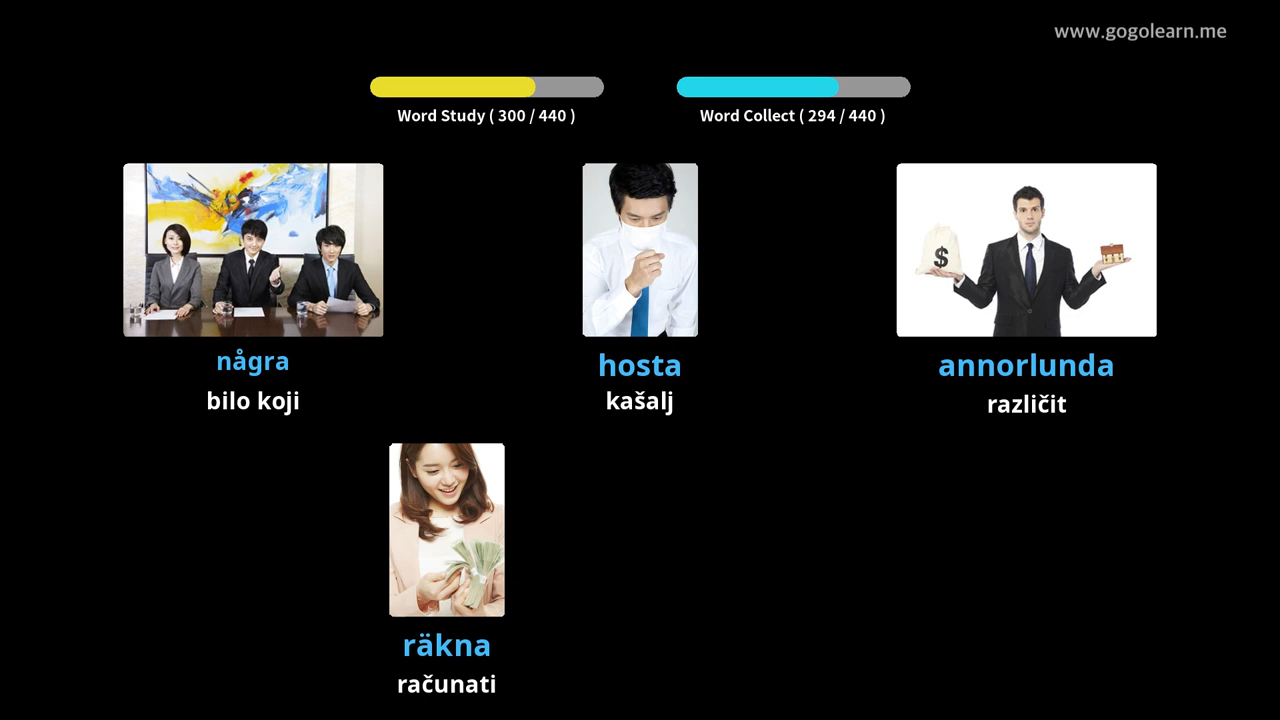 www.gogolearn.me
Word Study ( 300 / 440 )
Word Collect ( 294 / 440 )
några
bilo koji
hosta
kašalj
annorlunda
različit
$
räkna
računati